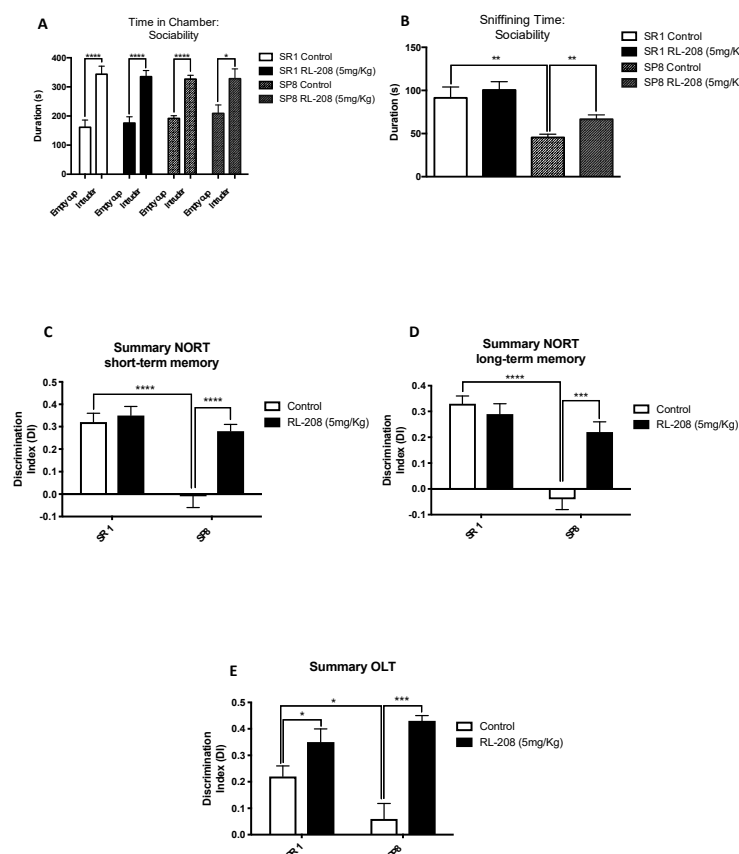 A
Time in Chamber:
Sociability
Duration (s)
400
300
200
100
0
****
****
****
*
Empty cup
Intruder
Empty cup
Intruder
Empty cup
Intruder
Empty cup
Intruder
SR1 Control
SR1 RL-208 (5mg/Kg)
SP8 Control
SP8 RL-208 (5mg/Kg)
B
Sniffining Time:
Sociability
Duration (s)
150
100
50
0
**
**
SR1 Control
SR1 RL-208 (5mg/K
SP8 Control
SP8 RL-208 (5mg/K
C
Summary NORT
short-term memory
Discrimination
Index (DI)
0.4
0.3
0.2
0.1
0.0
-0.1
****
****
SR1
SP8
Control
RL-208 (5mg/Kg)
D
Summary NORT
long-term memory
Discrimination
Index (DI)
0.4
0.3
0.2
0.1
0.0
-0.1
****
***
SR1
SP8
Control
RL-208 (5mg/Kg)
E
Summary OLT
Discrimination
Index (DI)
0.5
0.4
0.3
0.2
0.1
0.0
*
*
***
SR1
SP8
Control
RL-208 (5mg/Kg)